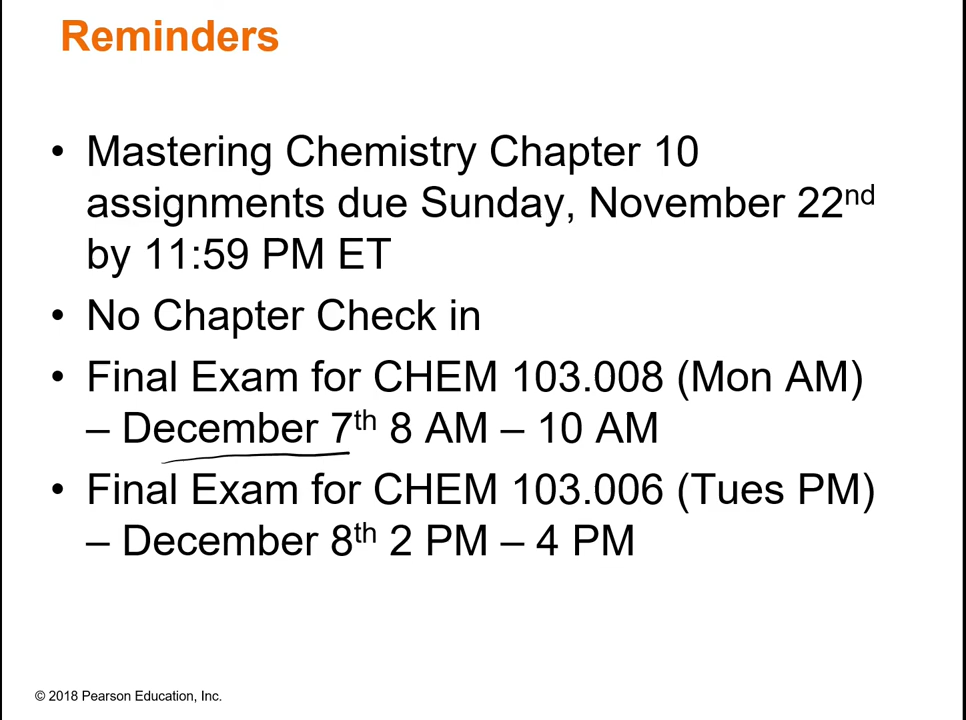 Reminders
• Mastering Chemistry Chapter 10
assignments due Sunday, November 22nd
by 11:59 PM ET
• No Chapter Check in
• Final Exam for CHEM 103.008 (Mon AM)
– December 7th 8 AM – 10 AM
• Final Exam for CHEM 103.006 (Tues PM)
– December 8th 2 PM – 4 PM
© 2018 Pearson Education, Inc.